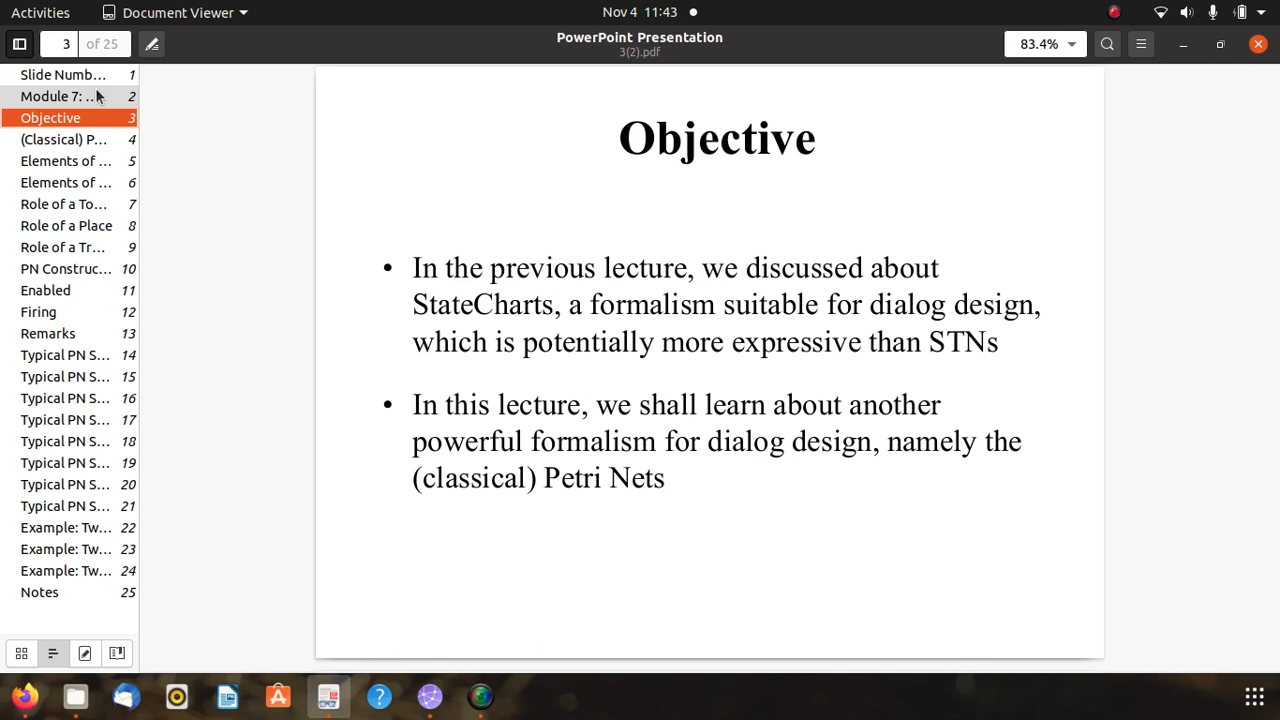 Activities
Document Viewer
Nov 4 11:43
3 of 25
PowerPoint Presentation
3(2).pdf
83.4%
Slide Numb... 1
Module 7: ... 2
Objective 3
(Classical) P... 4
Elements of ... 5
Elements of ... 6
Role of a To... 7
Role of a Place 8
Role of a Tr... 9
PN Construc... 10
Enabled 11
Firing 12
Remarks 13
Typical PN S... 14
Typical PN S... 15
Typical PN S... 16
Typical PN S... 17
Typical PN S... 18
Typical PN S... 19
Typical PN S... 20
Typical PN S... 21
Example: Tw... 22
Example: Tw... 23
Example: Tw... 24
Notes 25
Objective
• In the previous lecture, we discussed about
StateCharts, a formalism suitable for dialog design,
which is potentially more expressive than STNs
• In this lecture, we shall learn about another
powerful formalism for dialog design, namely the
(classical) Petri Nets